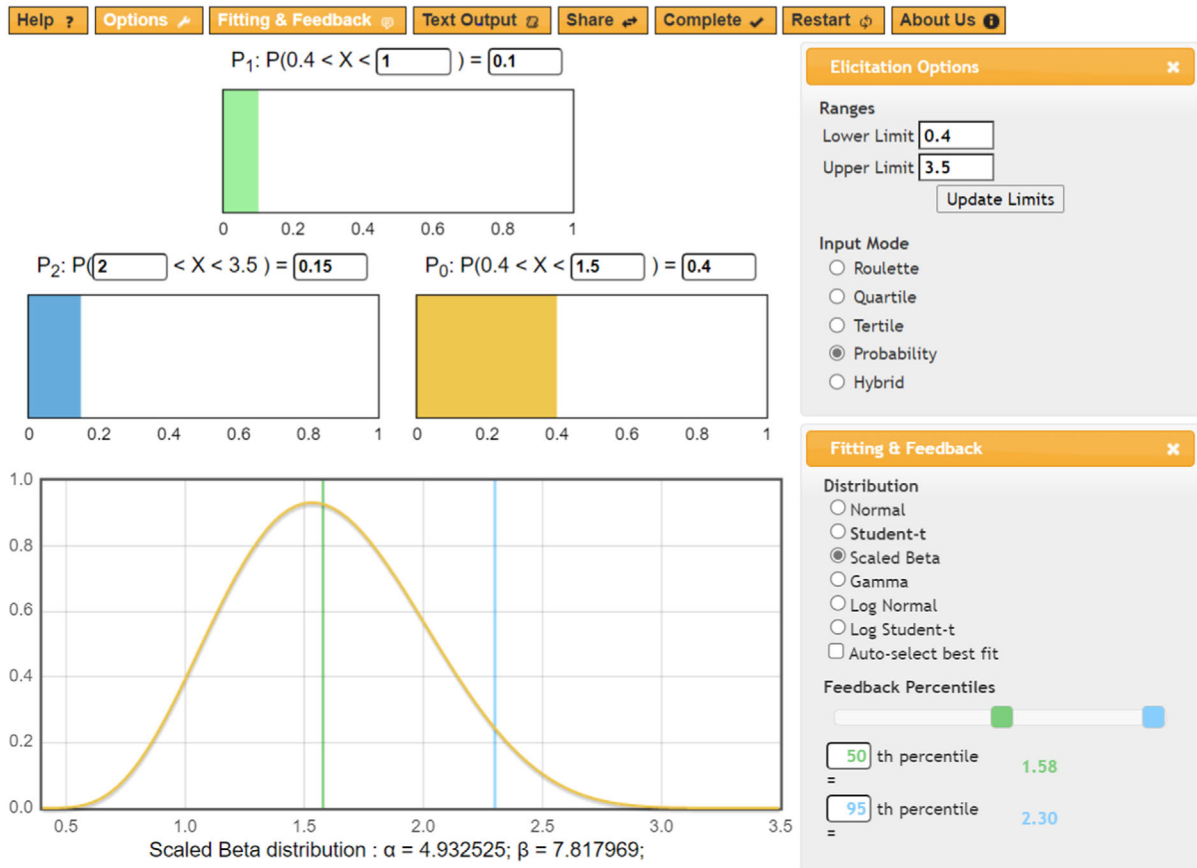 Help ? Options Fitting & Feedback Text Output Share Complete Restart About Us
P1: P(0.4 < X < 1 ) = 0.1
0 0.2 0.4 0.6 0.8 1
P2: P( 2 < X < 3.5 ) = 0.15
0 0.2 0.4 0.6 0.8 1
P0: P(0.4 < X < 1.5 ) = 0.4
0 0.2 0.4 0.6 0.8 1
1.0
0.8
0.6
0.4
0.2
0.0
0.5 1.0 1.5 2.0 2.5 3.0 3.5
Scaled Beta distribution : α = 4.932525; β = 7.817969;
Elicitation Options
Ranges
Lower Limit 0.4
Upper Limit 3.5
Update Limits
Input Mode
Roulette
Quartile
Tertile
Probability
Hybrid
Fitting & Feedback
Distribution
Normal
Student-t
Scaled Beta
Gamma
Log Normal
Log Student-t
Auto-select best fit
Feedback Percentiles
50 th percentile 1.58
=
95 th percentile 2.30
=